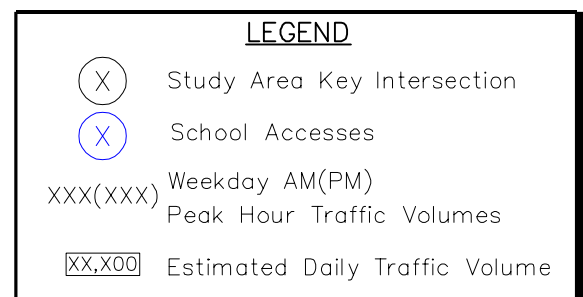 LEGEND
X Study Area Key Intersection
X School Accesses
XXX(XXX) Weekday AM(PM)
Peak Hour Traffic Volumes
XX,X00 Estimated Daily Traffic Volume